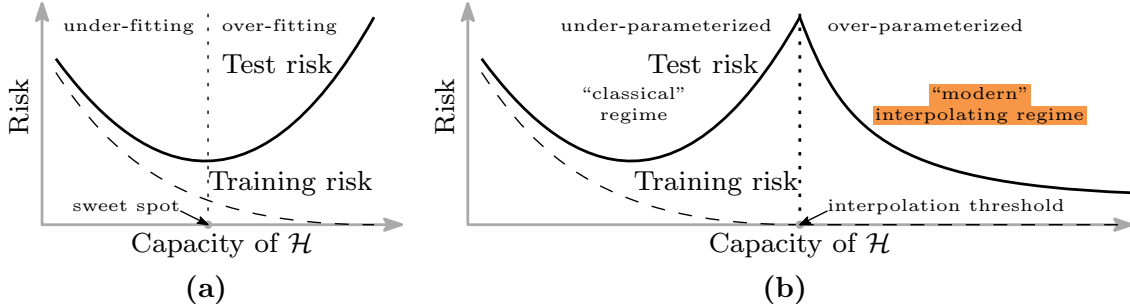 under-fitting
over-fitting
Test risk
Risk
Training risk
sweet spot
Capacity of ℋ
(a)
under-parameterized
over-parameterized
Test risk
“classical”
regime
“modern”
interpolating regime
Risk
Training risk
interpolation threshold
Capacity of ℋ
(b)